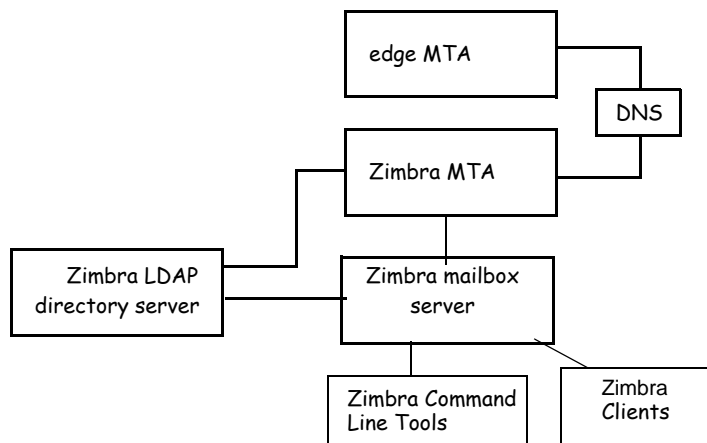 edge MTA
DNS
Zimbra MTA
Zimbra LDAP
directory server
Zimbra mailbox
server
Zimbra Command
Line Tools
Zimbra
Clients